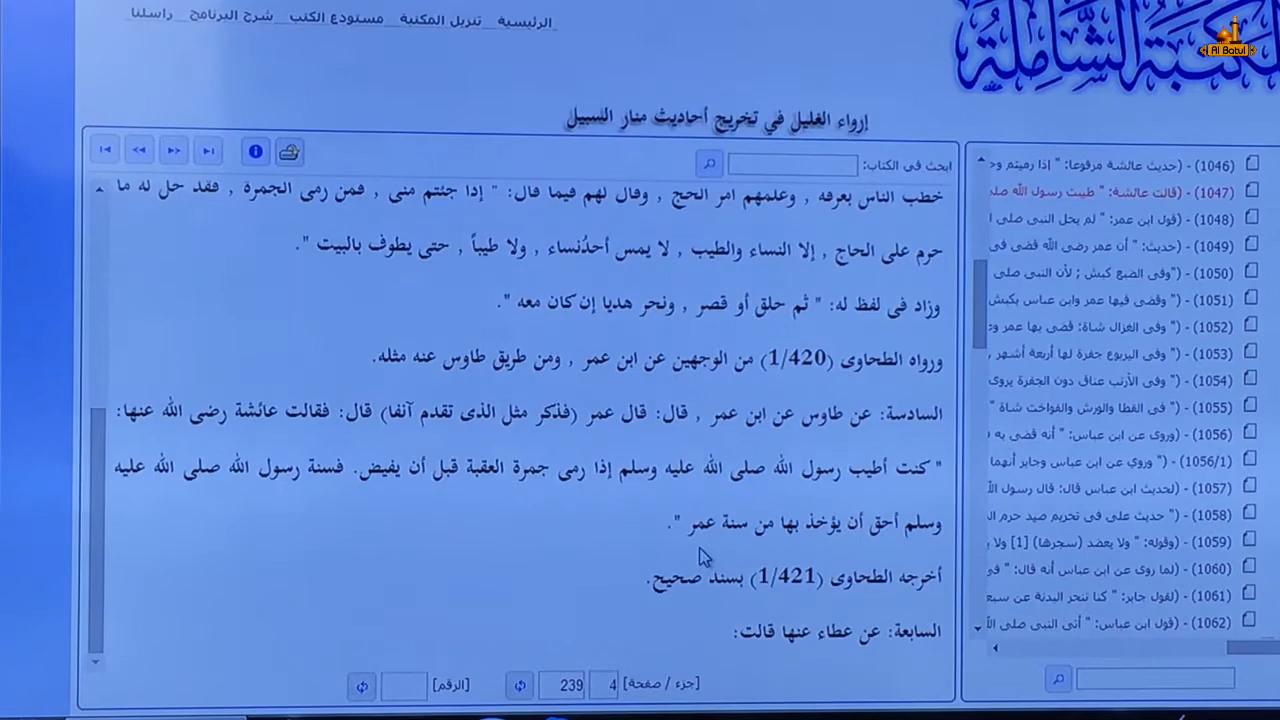 الرئيسية تنزيل المكتبة مستودع الكتب شرح البرنامج راسلنا
المكتبة الشاملة
Al Batul
إرواء الغليل في تخريج أحاديث منار السبيل
ابحث فى الكتاب:
خطب الناس بعرفه , وعلمهم امر الحج , وقال لهم فيما قال: " إذا جئتم منى , فمن رمى الجمرة , فقد حل له ما
حرم على الحاج , إلا النساء والطيب , لا يمس أحدُنساء , ولا طيباً , حتى يطوف بالبيت ".
وزاد فى لفظ له: " ثم حلق أو قصر , ونحر هديا إن كان معه ".
ورواه الطحاوى (1/420) من الوجهين عن ابن عمر , ومن طريق طاوس عنه مثله.
السادسة: عن طاوس عن ابن عمر , قال: قال عمر (فذكر مثل الذى تقدم آنفا) قال: فقالت عائشة رضى الله عنها:
" كنت أطيب رسول الله صلى الله عليه وسلم إذا رمى جمرة العقبة قبل أن يفيض. فسنة رسول الله صلى الله عليه
وسلم أحق أن يؤخذ بها من سنة عمر ".
أخرجه الطحاوى (1/421) بسند صحيح.
السابعة: عن عطاء عنها قالت:
[جزء / صفحة] 4 239 [الرقم]
(1046) - (حديث عائشة مرفوعا: " إذا رميتم وح
(1047) - (قالت عائشة: " طيبت رسول الله صلى
(1048) - (قول ابن عمر: " لم يحل النبى صلى ا
(1049) - (حديث: " أن عمر رضى الله قضى فى
(1050) - ("وفى الضبع كبش ; لأن النبى صلى
(1051) - (" وقضى فيها عمر وابن عباس بكبش
(1052) - (" وفى الغزال شاة: قضى بها عمر وع
(1053) - (" وفى اليربوع جفرة لها أربعة أشهر ,
(1054) - (" وفى الأرنب عناق دون الجفرة يروى
(1055) - (" فى القطا والورش والفواخت شاة "
(1056) - (وروى عن ابن عباس: " أنه قضى به ف
(1056/1) - (" وروي عن ابن عباس وجابر أنهما
(1057) - (لحديث ابن عباس قال: قال رسول الل
(1058) - (" حديث على فى تحريم صيد حرم ال
(1059) - (وقوله: " ولا يعضد (سجرها) [1] ولا ي
(1060) - (لما روى عن ابن عباس أنه قال: " فى
(1061) - (لقول جابر: " كنا ننحر البدنة عن سبع
(1062) - (قول ابن عباس: " أتى النبى صلى الل